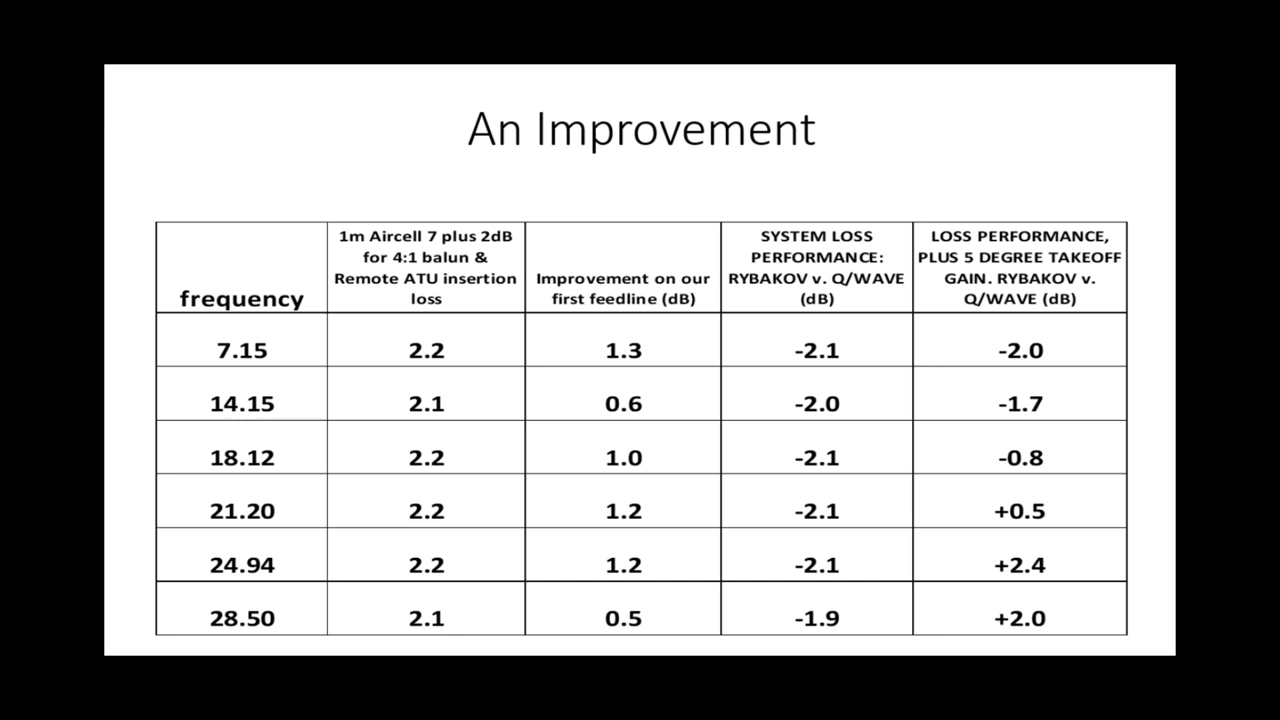 An Improvement
frequency
1m Aircell 7 plus 2dB
for 4:1 balun &
Remote ATU insertion
loss
Improvement on our
first feedline (dB)
SYSTEM LOSS
PERFORMANCE:
RYBAKOV v. Q/WAVE
(dB)
LOSS PERFORMANCE,
PLUS 5 DEGREE TAKEOFF
GAIN. RYBAKOV v.
Q/WAVE (dB)
7.15 2.2 1.3 -2.1 -2.0
14.15 2.1 0.6 -2.0 -1.7
18.12 2.2 1.0 -2.1 -0.8
21.20 2.2 1.2 -2.1 +0.5
24.94 2.2 1.2 -2.1 +2.4
28.50 2.1 0.5 -1.9 +2.0